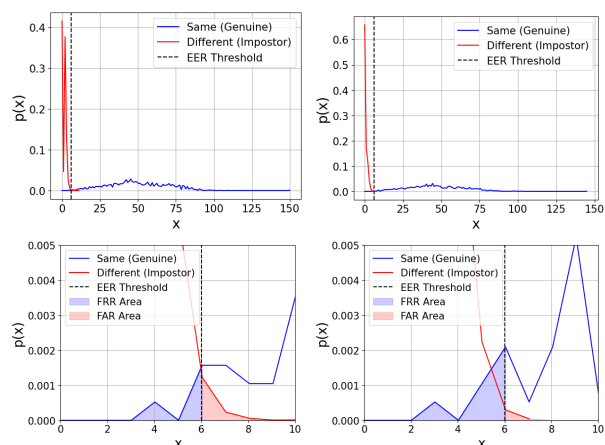 0.4
0.3
0.2
0.1
0.0
p(x)
Same (Genuine)
Different (Impostor)
EER Threshold
0 25 50 75 100 125 150
x
0.8
0.7
0.6
0.5
0.4
0.3
0.2
0.1
0.0
p(x)
Same (Genuine)
Different (Impostor)
EER Threshold
0 25 50 75 100 125 150
x
0.005
0.004
0.003
0.002
0.001
0.000
p(x)
Same (Genuine)
Different (Impostor)
EER Threshold
FRR Area
FAR Area
0 2 4 6 8 10
x
0.005
0.004
0.003
0.002
0.001
0.000
p(x)
Same (Genuine)
Different (Impostor)
EER Threshold
FRR Area
FAR Area
0 2 4 6 8 10
x